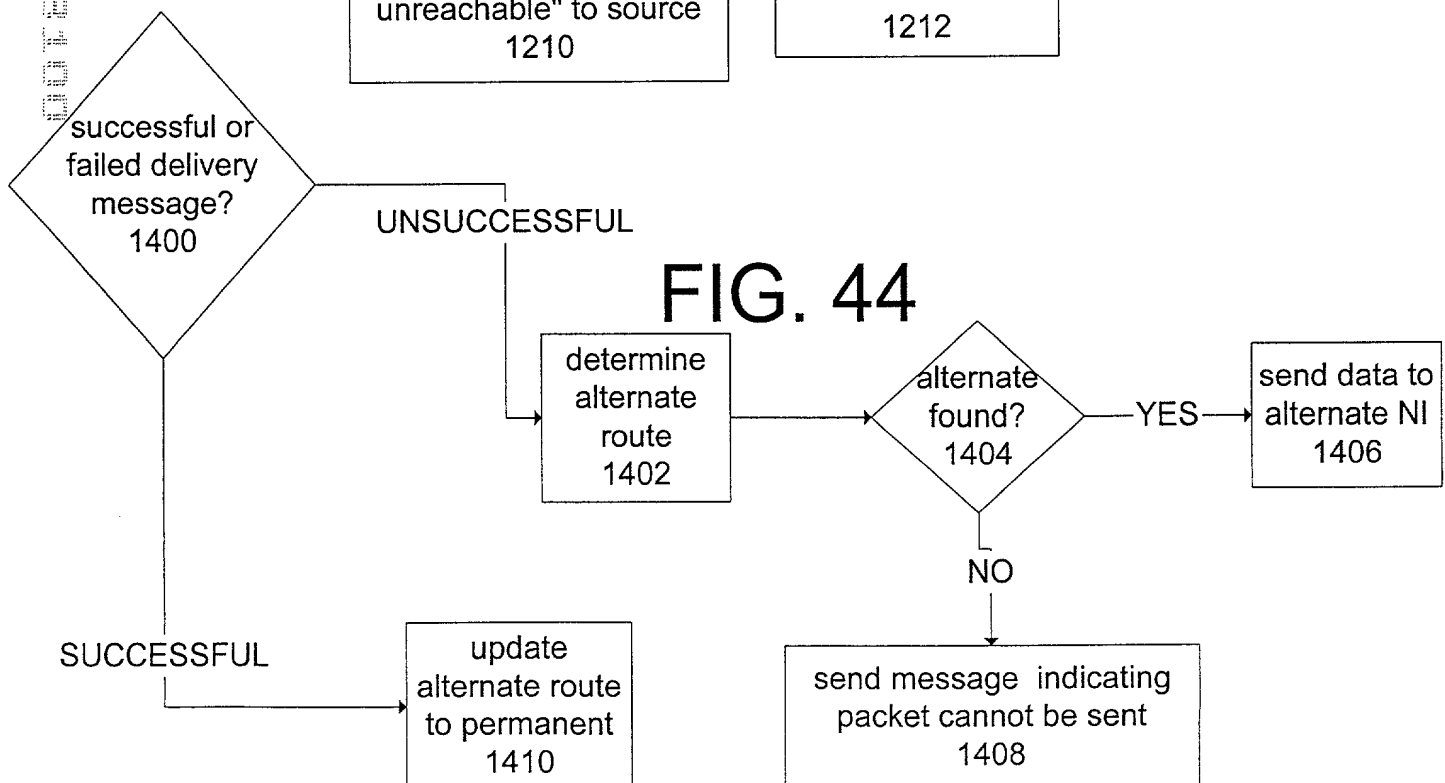 unreachable" to source
1210
1212
successful or
failed delivery
message?
1400
UNSUCCESSFUL
FIG. 44
determine
alternate
route
1402
alternate
found?
1404
YES
send data to
alternate NI
1406
NO
SUCCESSFUL
update
alternate route
to permanent
1410
send message indicating
packet cannot be sent
1408